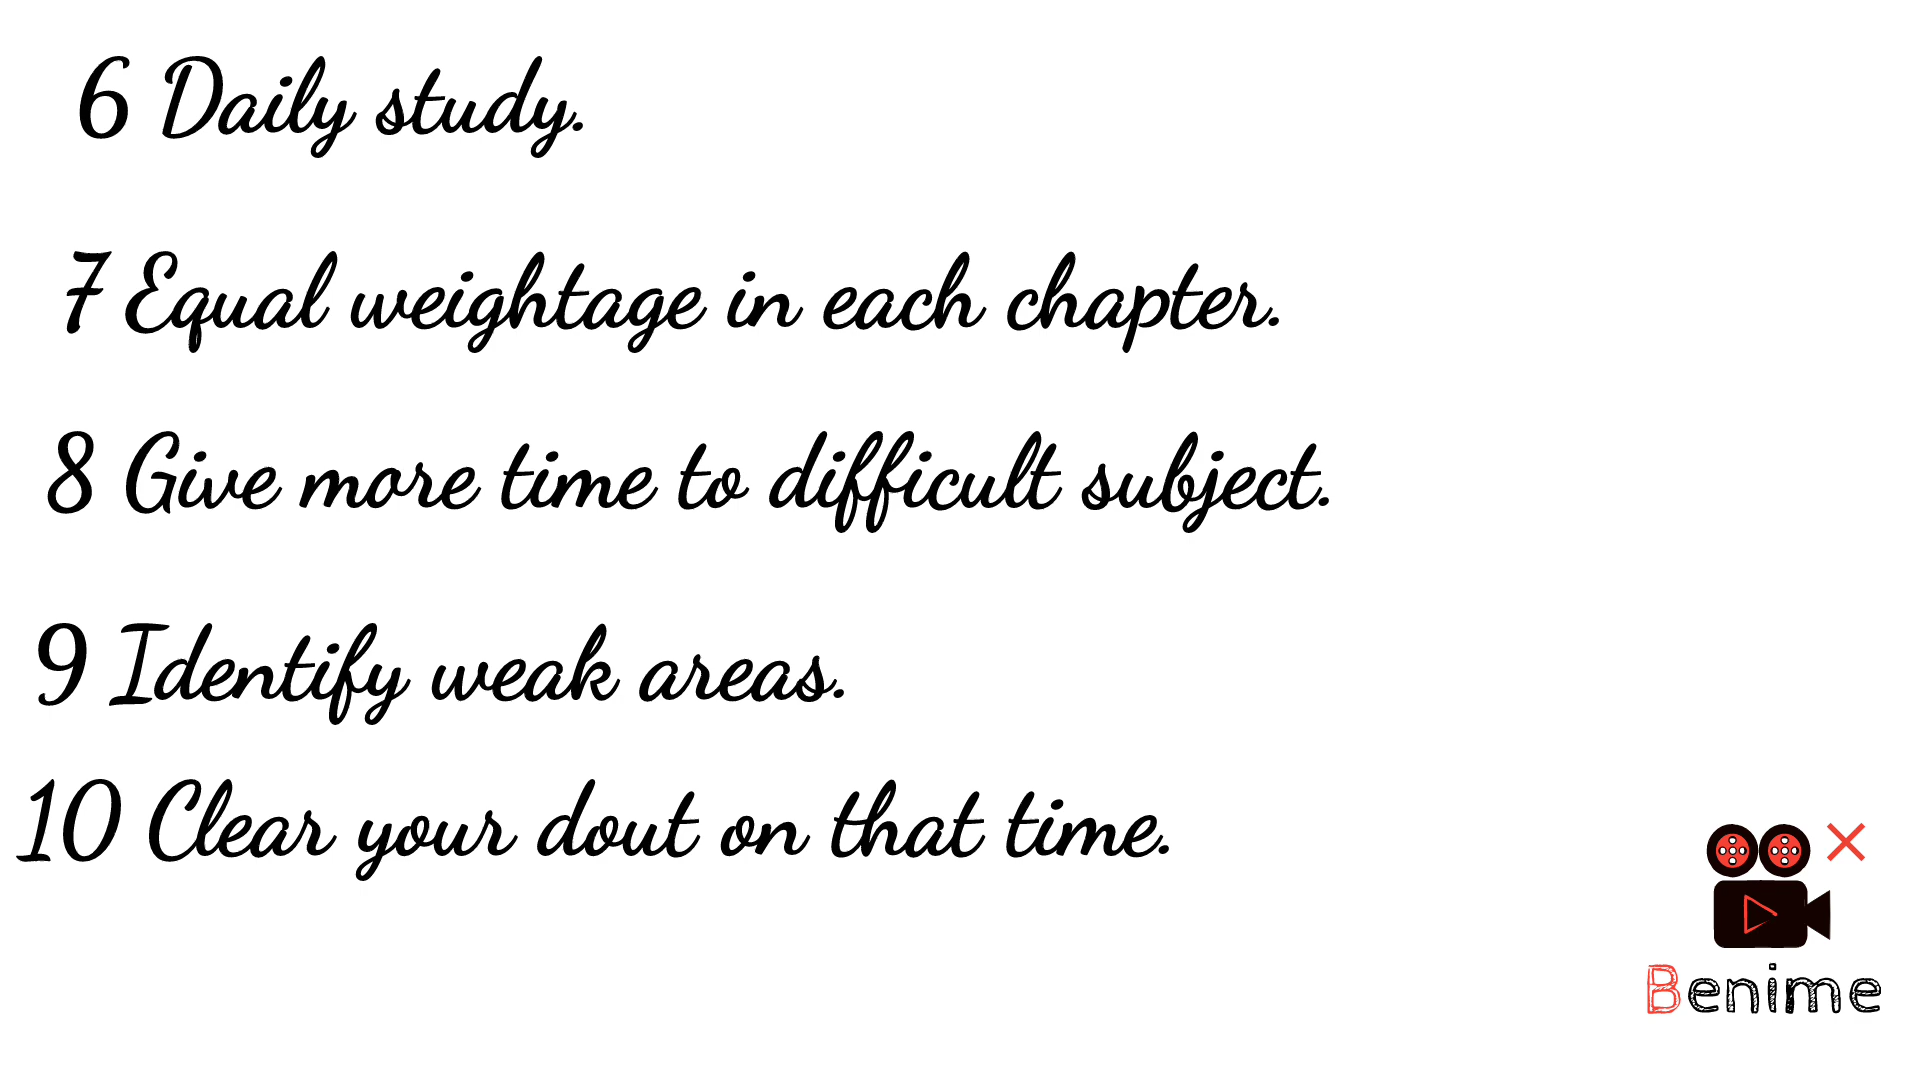 6 Daily study.
7 Equal weightage in each chapter.
8 Give more time to difficult subject.
9 Identify weak areas.
10 Clear your dout on that time.
Benime